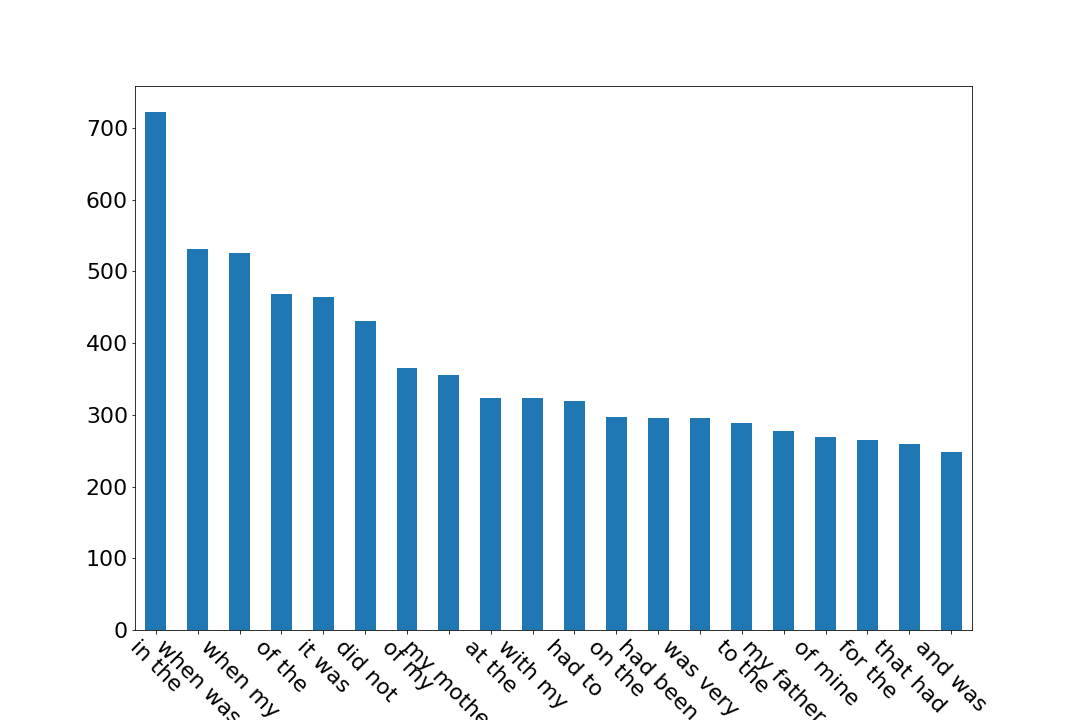 700
600
500
400
300
200
100
0
in the
when was
when my
of the
it was
did not
of my
my mothe
at the
with my
had to
on the
had been
was very
to the
my father
of mine
for the
that had
and was